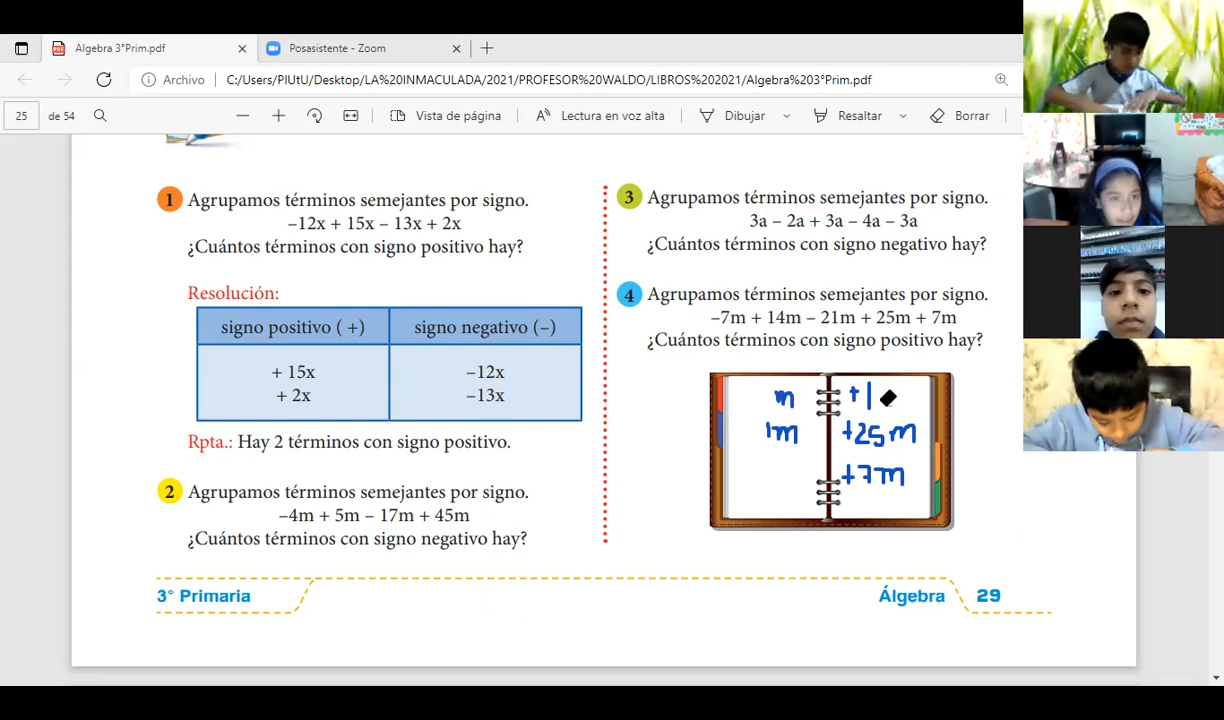 Algebra 3°Prim.pdf
Posasistente - Zoom
Archivo
C:/Users/PIUtU/Desktop/LA%20INMACULADA/2021/PROFESOR%20WALDO/LIBROS%202021/Algebra%203°Prim.pdf
25 de 54
Vista de página
Lectura en voz alta
Dibujar
Resaltar
Borrar
1 Agrupamos términos semejantes por signo.
–12x + 15x – 13x + 2x
¿Cuántos términos con signo positivo hay?
Resolución:
signo positivo ( +) signo negativo (–)
+ 15x –12x
+ 2x –13x
Rpta.: Hay 2 términos con signo positivo.
2 Agrupamos términos semejantes por signo.
–4m + 5m – 17m + 45m
¿Cuántos términos con signo negativo hay?
3 Agrupamos términos semejantes por signo.
3a – 2a + 3a – 4a – 3a
¿Cuántos términos con signo negativo hay?
4 Agrupamos términos semejantes por signo.
–7m + 14m – 21m + 25m + 7m
¿Cuántos términos con signo positivo hay?
m +1
1m +25m
+7m
3° Primaria
Álgebra 29